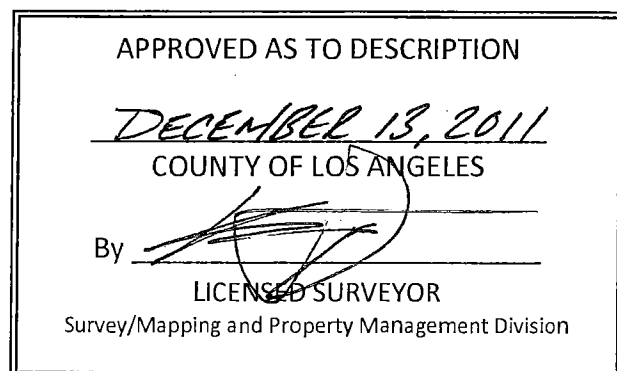 APPROVED AS TO DESCRIPTION
DECEMBER 13, 2011
COUNTY OF LOS ANGELES
By
LICENSED SURVEYOR
Survey/Mapping and Property Management Division